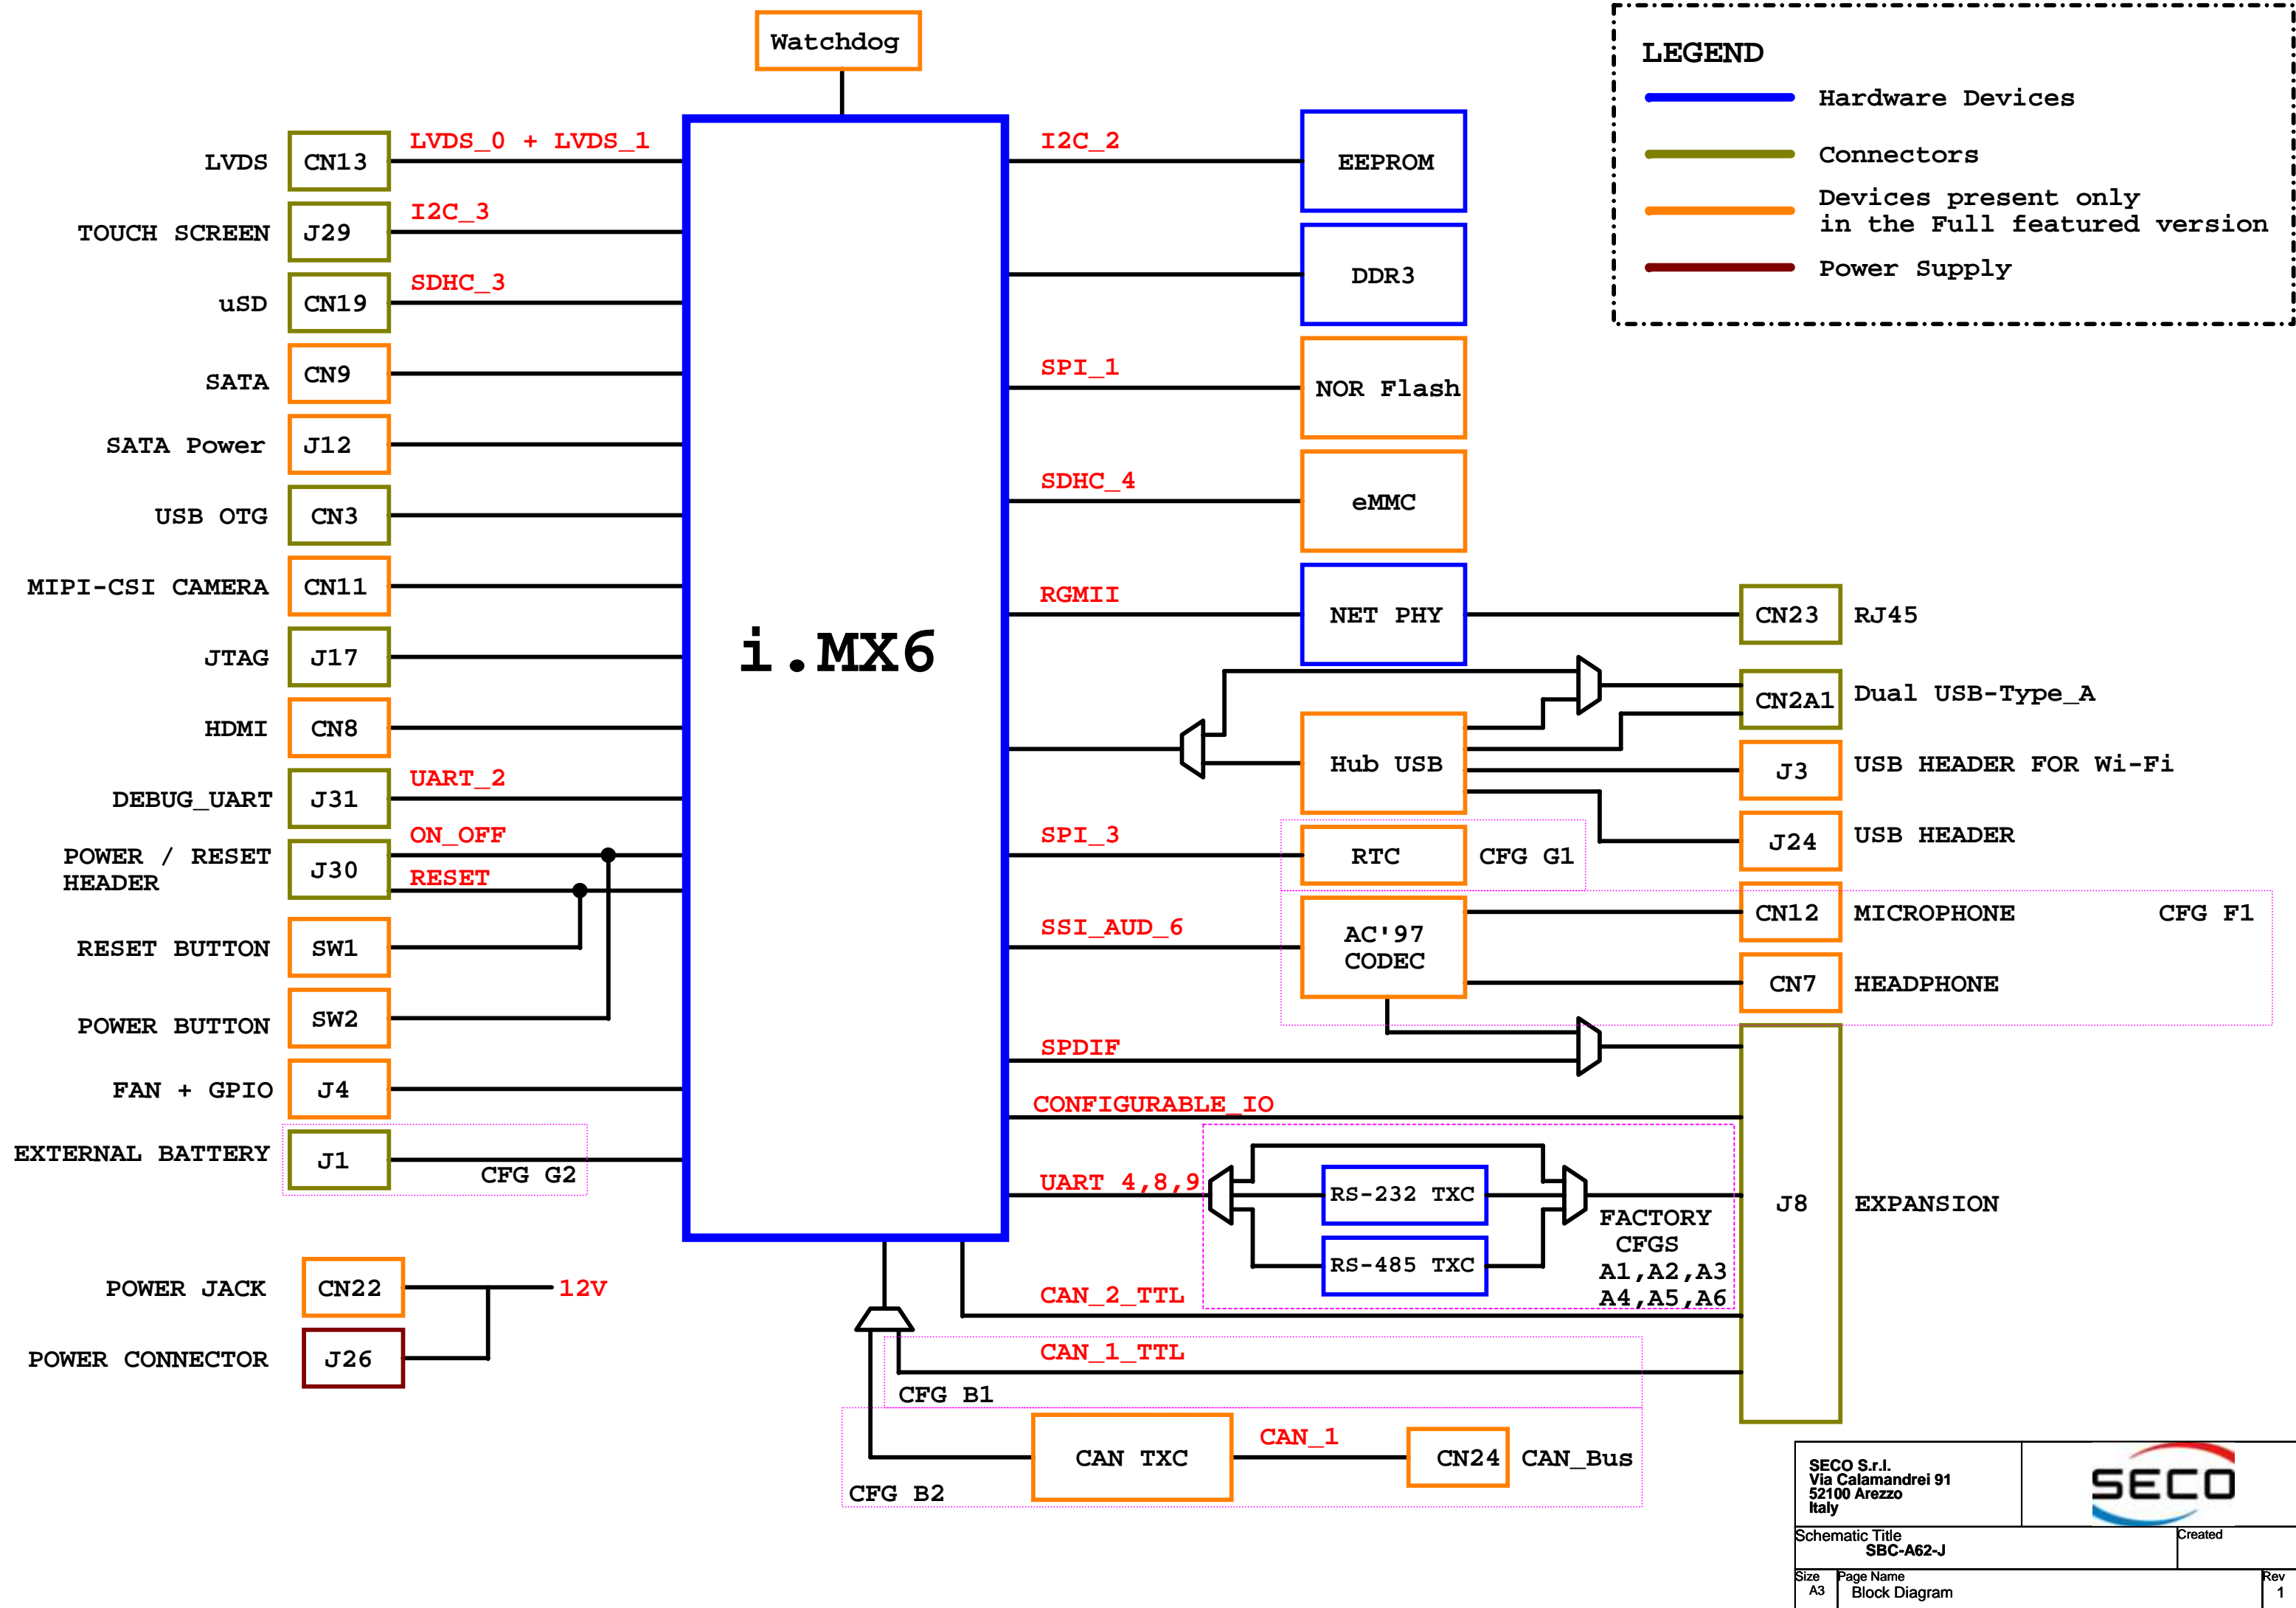 Watchdog
LEGEND
Hardware Devices
Connectors
Devices present only
in the Full featured version
Power Supply
LVDS CN13 LVDS_0 + LVDS_1
TOUCH SCREEN J29 I2C_3
uSD CN19 SDHC_3
SATA CN9
SATA Power J12
USB OTG CN3
MIPI-CSI CAMERA CN11
JTAG J17
HDMI CN8
DEBUG_UART J31 UART_2
POWER / RESET
HEADER
J30
ON_OFF
RESET
RESET BUTTON SW1
POWER BUTTON SW2
FAN + GPIO J4
EXTERNAL BATTERY J1 CFG G2
POWER JACK CN22 12V
POWER CONNECTOR J26
i.MX6
I2C_2 EEPROM
DDR3
SPI_1 NOR Flash
SDHC_4 eMMC
RGMII NET PHY CN23 RJ45
CN2A1 Dual USB-Type_A
Hub USB J3 USB HEADER FOR Wi-Fi
J24 USB HEADER
SPI_3 RTC CFG G1
SSI_AUD_6
AC'97
CODEC
CN12 MICROPHONE CFG F1
CN7 HEADPHONE
SPDIF
CONFIGURABLE_IO
UART 4,8,9
RS-232 TXC
RS-485 TXC
FACTORY
CFGS
A1,A2,A3
A4,A5,A6
J8 EXPANSION
CAN_2_TTL
CAN_1_TTL
CFG B1
CAN TXC CAN_1 CN24 CAN_Bus
CFG B2
SECO S.r.l.
Via Calamandrei 91
52100 Arezzo
Italy
SECO
Schematic Title
SBC-A62-J
Created
Size
A3
Page Name
Block Diagram
Rev
1